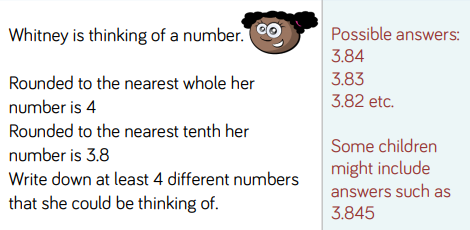 Whitney is thinking of a number.
Rounded to the nearest whole her
number is 4
Rounded to the nearest tenth her
number is 3.8
Write down at least 4 different numbers
that she could be thinking of.
Possible answers:
3.84
3.83
3.82 etc.
Some children
might include
answers such as
3.845